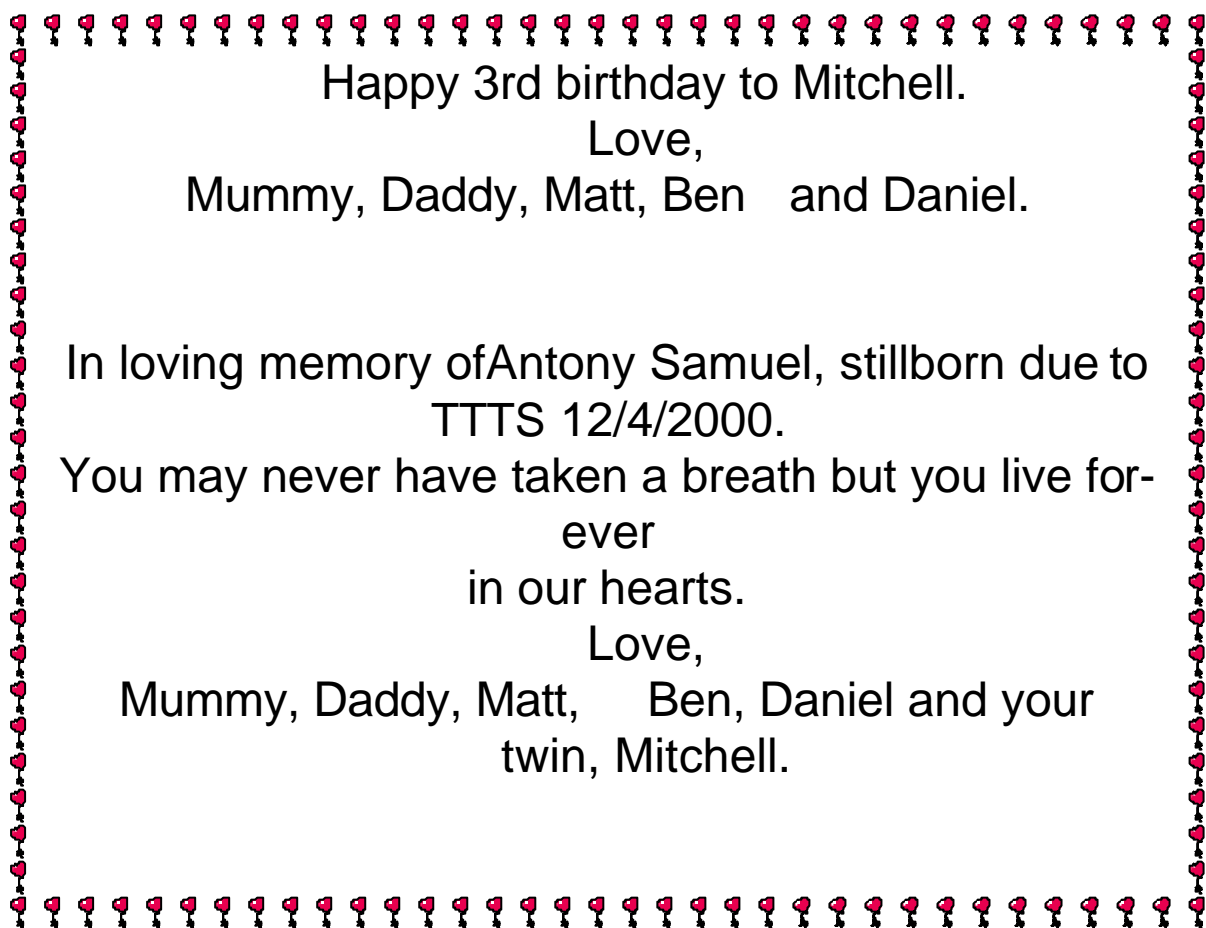 Happy 3rd birthday to Mitchell.
Love,
Mummy, Daddy, Matt, Ben and Daniel.
In loving memory ofAntony Samuel, stillborn due to
TTTS 12/4/2000.
You may never have taken a breath but you live for-
ever
in our hearts.
Love,
Mummy, Daddy, Matt, Ben, Daniel and your
twin, Mitchell.